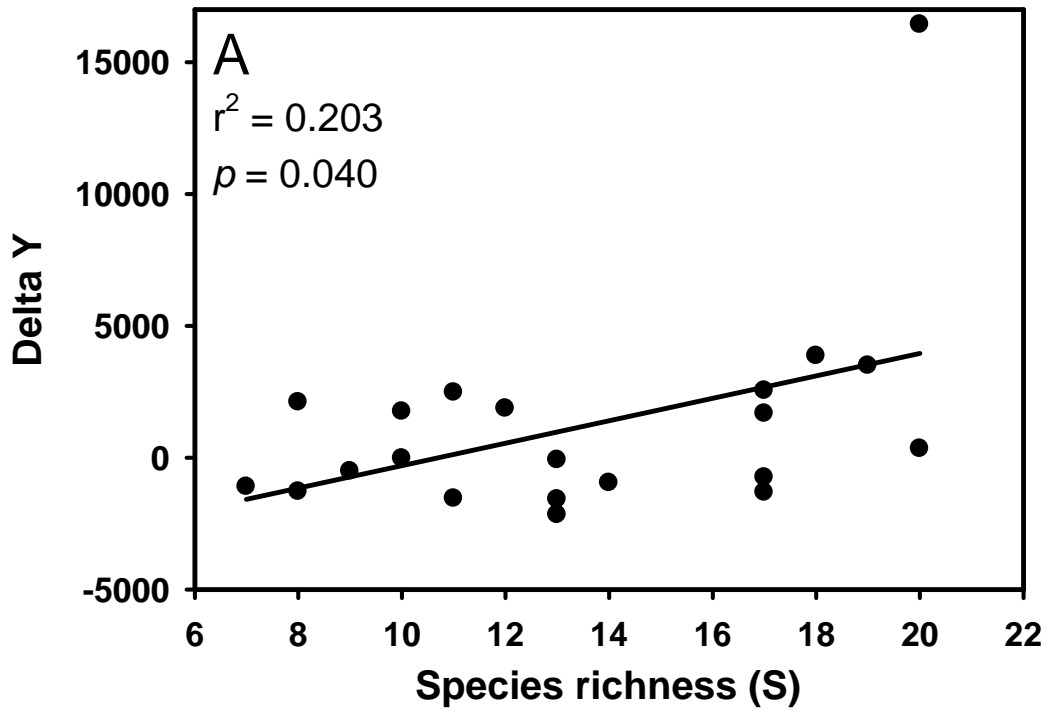 A
r² = 0.203
p = 0.040
Delta Y
15000
10000
5000
0
-5000
6 8 10 12 14 16 18 20 22
Species richness (S)